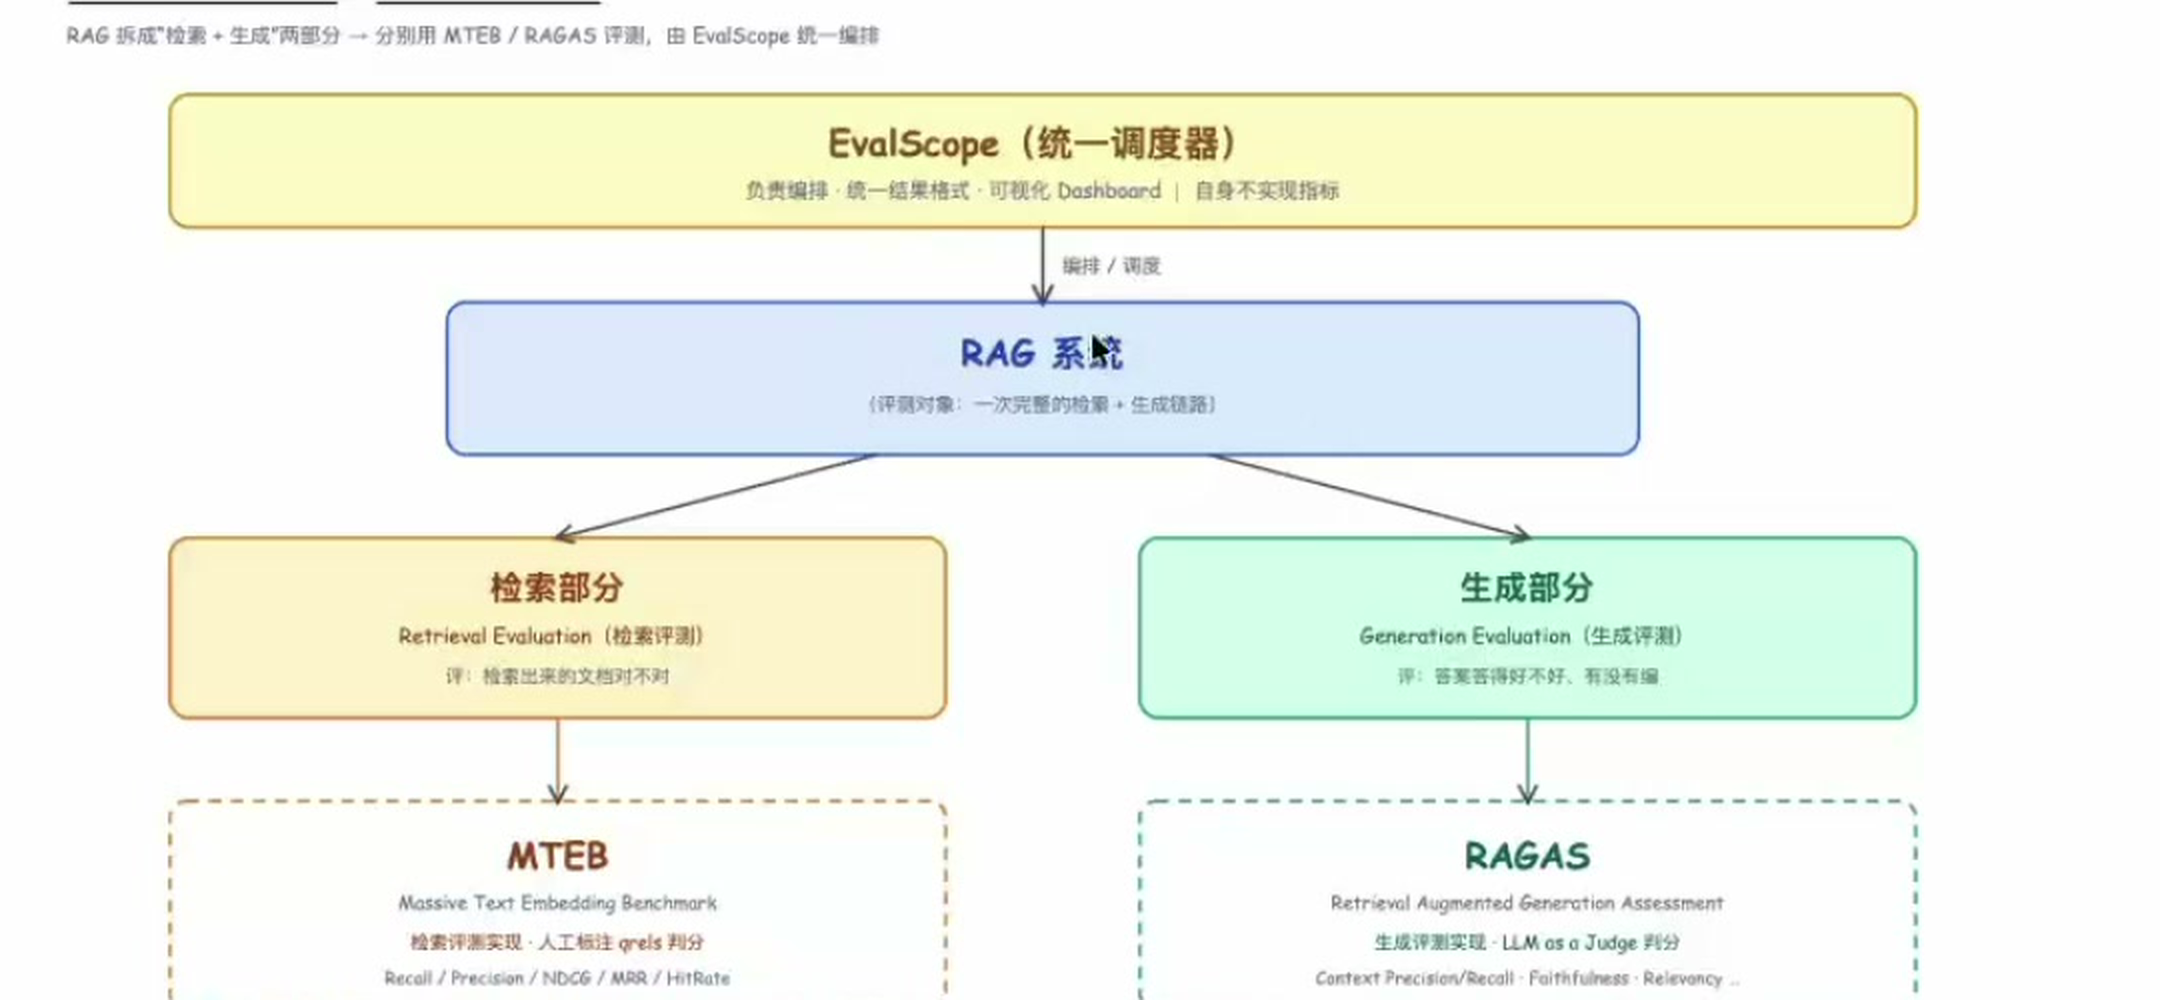 RAG 拆成"检索 + 生成"两部分 → 分别用 MTEB / RAGAS 评测，由 EvalScope 统一编排
EvalScope（统一调度器）
负责编排 · 统一结果格式 · 可视化 Dashboard | 自身不实现指标
编排 / 调度
RAG 系统
（评测对象：一次完整的检索 + 生成链路）
检索部分
Retrieval Evaluation（检索评测）
评：检索出来的文档对不对
生成部分
Generation Evaluation（生成评测）
评：答案答得好不好、有没有编
MTEB
Massive Text Embedding Benchmark
检索评测实现 · 人工标注 qrels 判分
Recall / Precision / NDCG / MRR / HitRate
RAGAS
Retrieval Augmented Generation Assessment
生成评测实现 · LLM as a Judge 判分
Context Precision/Recall · Faithfulness · Relevancy ..